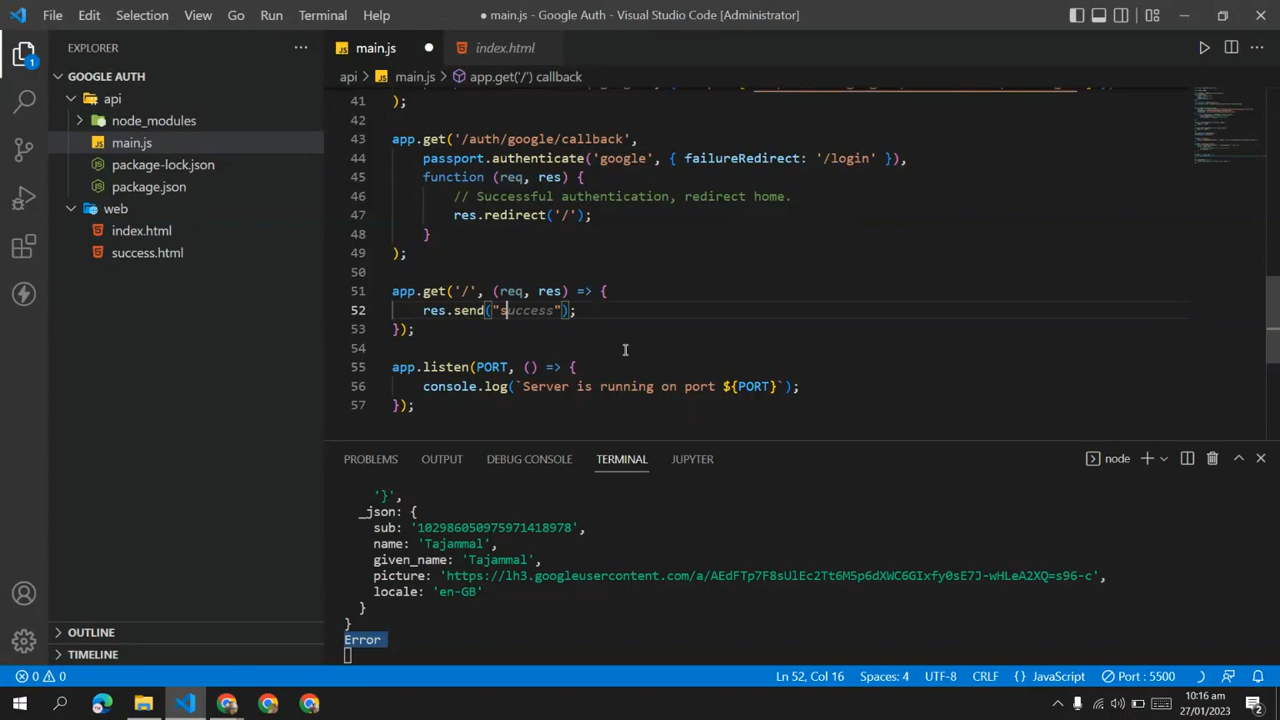 File Edit Selection View Go Run Terminal Help
● main.js - Google Auth - Visual Studio Code [Administrator]
EXPLORER
GOOGLE AUTH
api
node_modules
JS main.js
package-lock.json
package.json
web
index.html
success.html
OUTLINE
TIMELINE
1
JS main.js ● index.html
api > JS main.js > app.get('/') callback
41 );
42
43 app.get('/auth/google/callback',
44 passport.authenticate('google', { failureRedirect: '/login' }),
45 function (req, res) {
46 // Successful authentication, redirect home.
47 res.redirect('/');
48 }
49 );
50
51 app.get('/', (req, res) => {
52 res.send("success");
53 });
54
55 app.listen(PORT, () => {
56 console.log(`Server is running on port ${PORT}`);
57 });
PROBLEMS OUTPUT DEBUG CONSOLE TERMINAL JUPYTER
node
'}',
_json: {
sub: '102986050975971418978',
name: 'Tajammal',
given_name: 'Tajammal',
picture: 'https://lh3.googleusercontent.com/a/AEdFTp7F8sUlEc2Tt6M5p6dXWC6GIxfy0sE7J-wHLeA2XQ=s96-c',
locale: 'en-GB'
}
}
Error
0 0 Ln 52, Col 16 Spaces: 4 UTF-8 CRLF {} JavaScript Port : 5500
10:16 am
27/01/2023
2